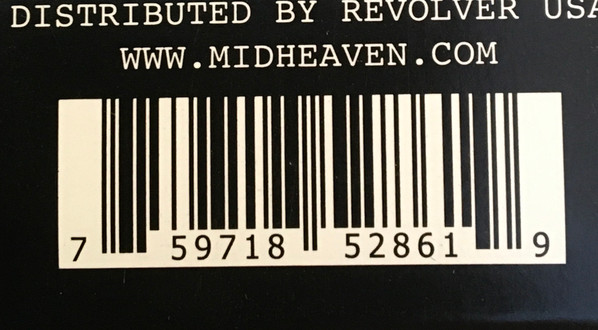 DISTRIBUTED BY REVOLVER USA
WWW.MIDHEAVEN.COM
7 59718 52861 9